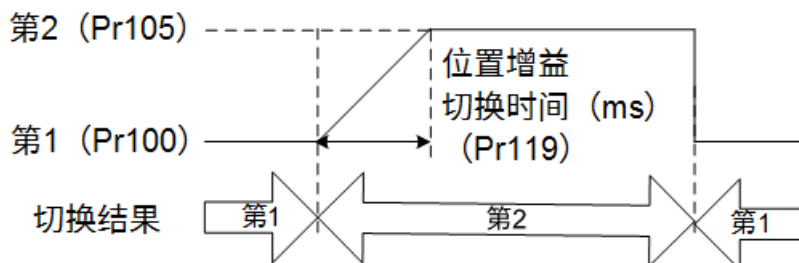 第2（Pr105）
位置增益
切换时间（ms）
（Pr119）
第1（Pr100）
切换结果
第1
第2
第1